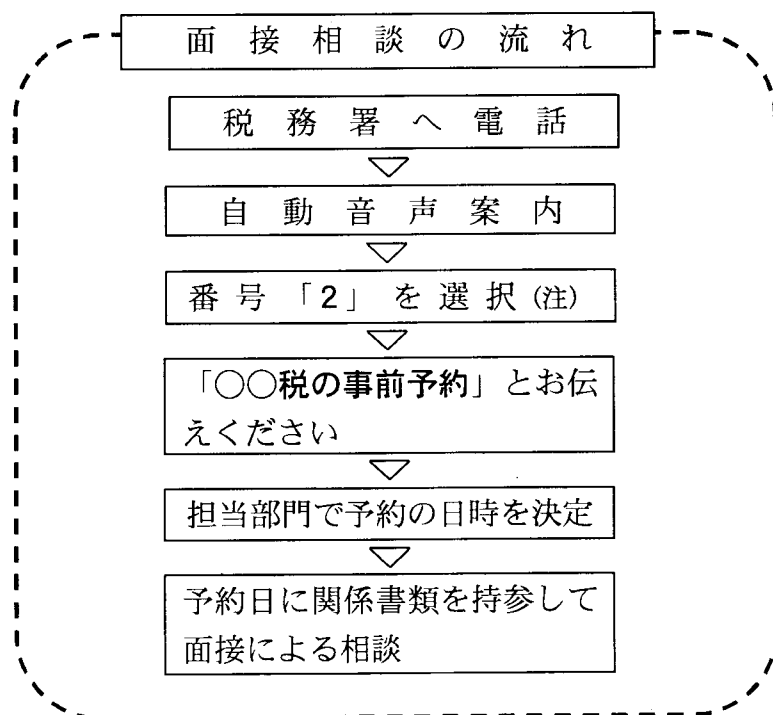 面接相談の流れ
税務署へ電話
自動音声案内
番号「2」を選択(注)
「○○税の事前予約」とお伝
えください
担当部門で予約の日時を決定
予約日に関係書類を持参して
面接による相談